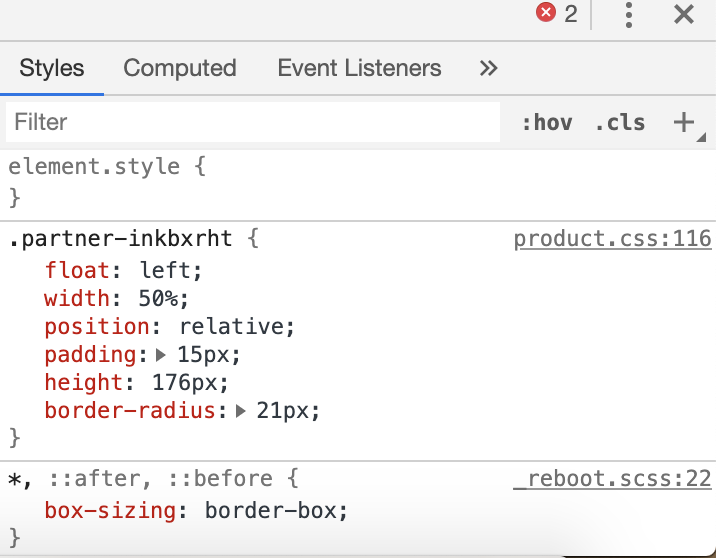 2
Styles Computed Event Listeners »
Filter :hov .cls +
element.style {
}
.partner-inkbxrht { product.css:116
float: left;
width: 50%;
position: relative;
padding: 15px;
height: 176px;
border-radius: 21px;
}
*, ::after, ::before { _reboot.scss:22
box-sizing: border-box;
}